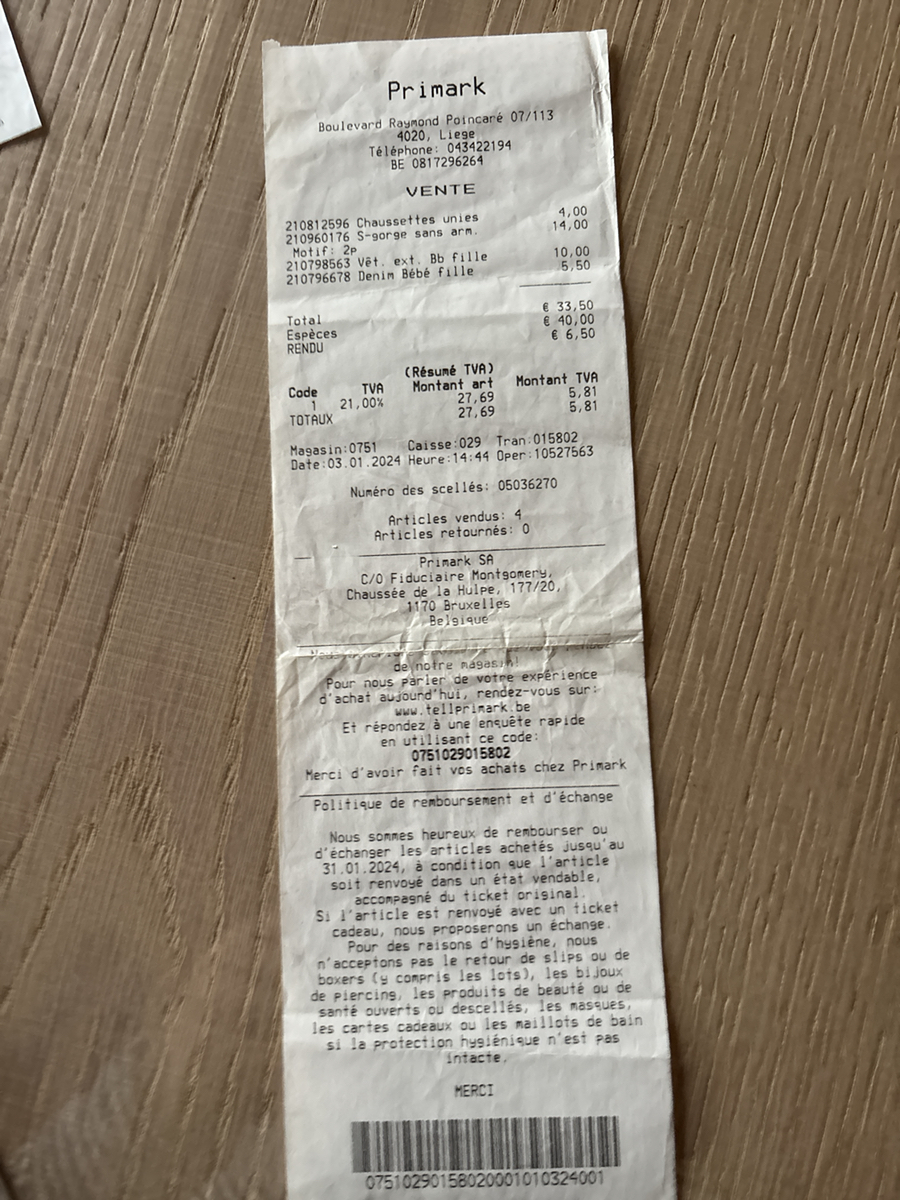 Primark
Boulevard Raymond Poincaré 07/113
4020, Liege
Téléphone: 043422194
BE 0817296264
VENTE
210812596 Chaussettes unies 4,00
210960176 S-gorge sans arm. 14,00
Motif: 2p
210798563 Vêt. ext. Bb fille 10,00
210796678 Denim Bébé fille 5,50
Total € 33,50
Espèces € 40,00
RENDU € 6,50
(Résumé TVA)
Code TVA Montant art Montant TVA
1 21,00% 27,69 5,81
TOTAUX 27,69 5,81
Magasin:0751 Caisse:029 Tran:015802
Date:03.01.2024 Heure:14:44 Oper:10527563
Numéro des scellés: 05036270
Articles vendus: 4
Articles retournés: 0
Primark SA
C/O Fiduciaire Montgomery,
Chaussée de la Hulpe, 177/20,
1170 Bruxelles
Belgique
de notre magasin!
Pour nous parler de votre expérience
d'achat aujourd'hui, rendez-vous sur:
www.tellprimark.be
Et répondez à une enquête rapide
en utilisant ce code:
0751029015802
Merci d'avoir fait vos achats chez Primark
Politique de remboursement et d'échange
Nous sommes heureux de rembourser ou
d'échanger les articles achetés jusqu'au
31.01.2024, à condition que l'article
soit renvoyé dans un état vendable,
accompagné du ticket original.
Si l'article est renvoyé avec un ticket
cadeau, nous proposerons un échange.
Pour des raisons d'hygiène, nous
n'acceptons pas le retour de slips ou de
boxers (y compris les lots), les bijoux
de piercing, les produits de beauté ou de
santé ouverts ou descellés, les masques,
les cartes cadeaux ou les maillots de bain
si la protection hygiénique n'est pas
intacte.
MERCI
07510290158020001010324001